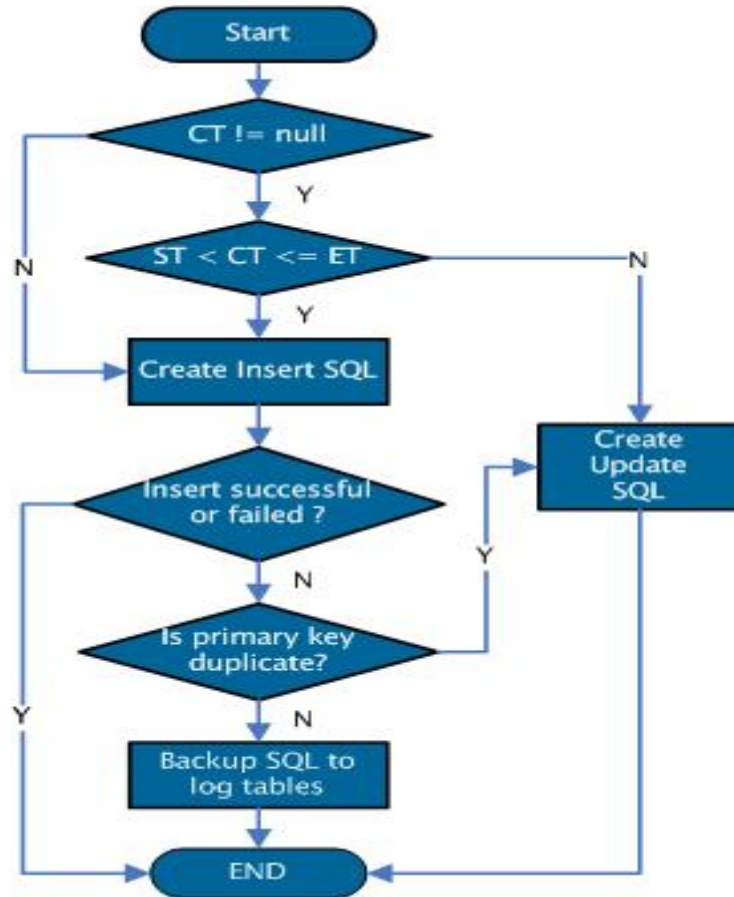 Start
CT != null
Y
N
ST < CT <= ET
N
Y
Create Insert SQL
Create
Update
SQL
Insert successful
or failed ?
Y
N
Is primary key
duplicate?
Y
N
Backup SQL to
log tables
END